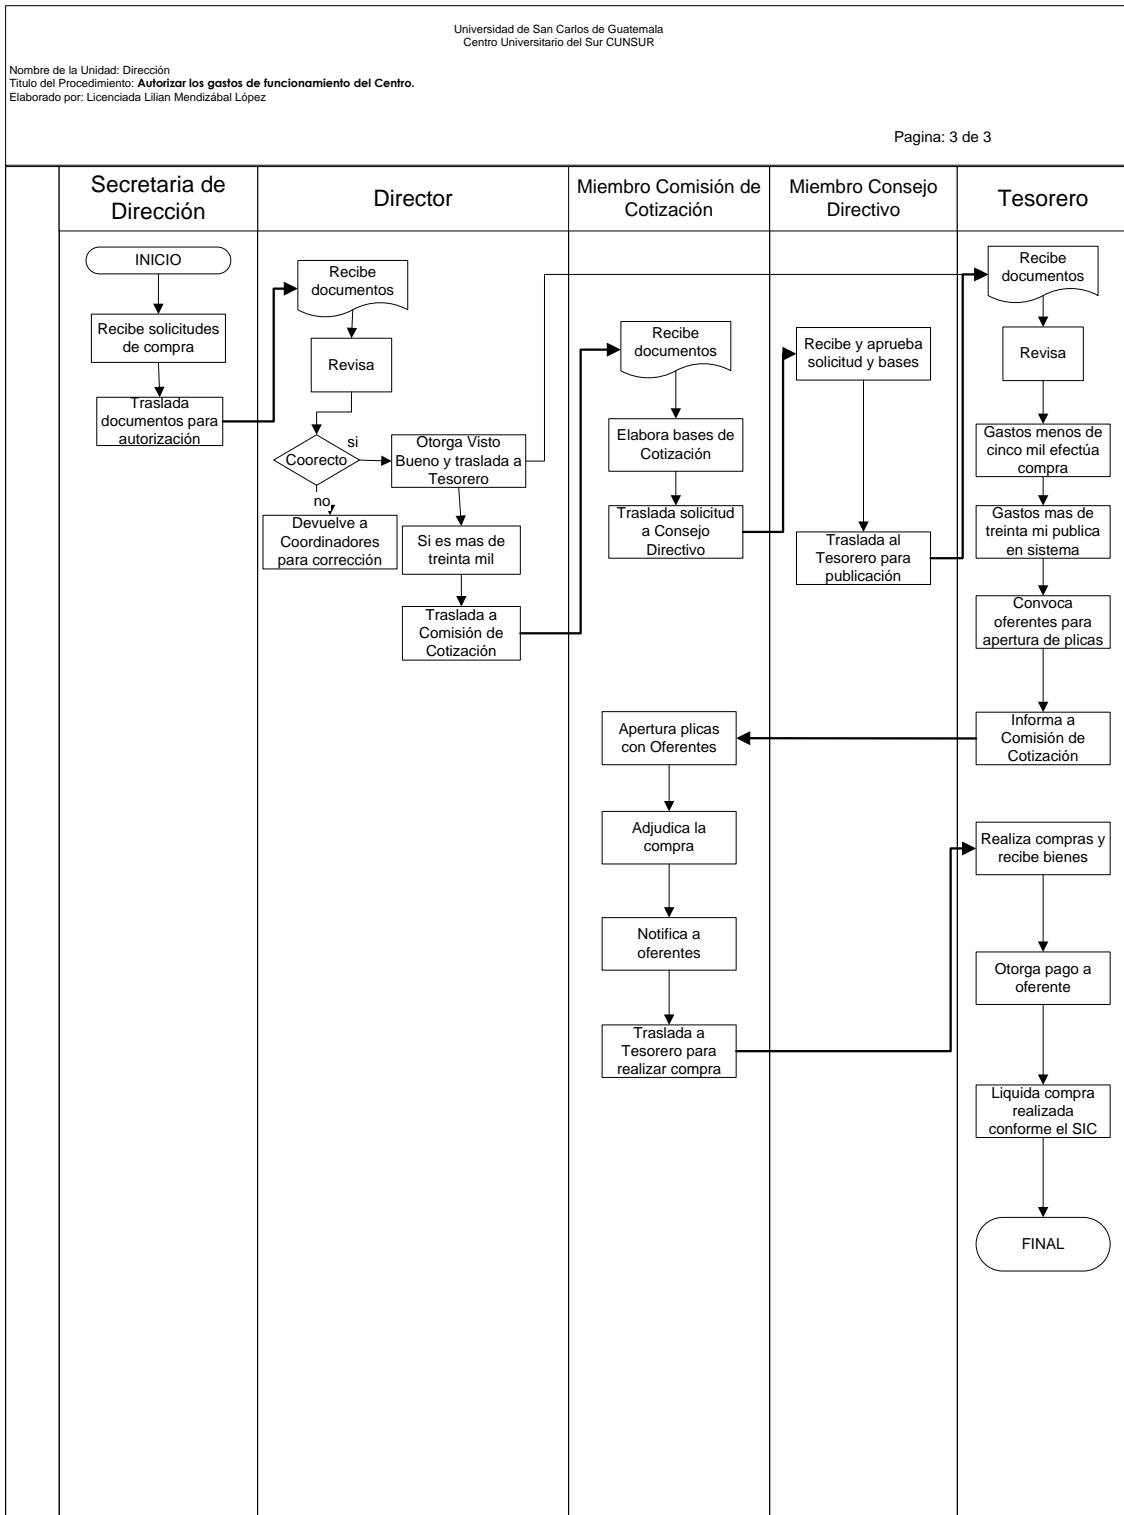 Universidad de San Carlos de Guatemala
Centro Universitario del Sur CUNSUR
Nombre de la Unidad: Dirección
Titulo del Procedimiento: Autorizar los gastos de funcionamiento del Centro.
Elaborado por: Licenciada Lilian Mendizábal López
Pagina: 3 de 3
Secretaria de
Dirección
Director
Miembro Comisión de
Cotización
Miembro Consejo
Directivo
Tesorero
INICIO
Recibe solicitudes
de compra
Traslada
documentos para
autorización
Recibe
documentos
Revisa
Coorecto
si
no
Devuelve a
Coordinadores
para corrección
Otorga Visto
Bueno y traslada a
Tesorero
Si es mas de
treinta mil
Traslada a
Comisión de
Cotización
Recibe
documentos
Elabora bases de
Cotización
Traslada solicitud
a Consejo
Directivo
Recibe y aprueba
solicitud y bases
Traslada al
Tesorero para
publicación
Recibe
documentos
Revisa
Gastos menos de
cinco mil efectúa
compra
Gastos mas de
treinta mi publica
en sistema
Convoca
oferentes para
apertura de plicas
Informa a
Comisión de
Cotización
Apertura plicas
con Oferentes
Adjudica la
compra
Notifica a
oferentes
Traslada a
Tesorero para
realizar compra
Realiza compras y
recibe bienes
Otorga pago a
oferente
Liquida compra
realizada
conforme el SIC
FINAL